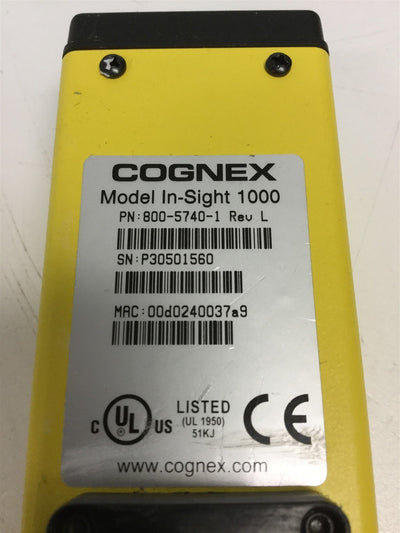 COGNEX
Model In-Sight 1000
PN:800-5740-1 Rev L
SN:P30501560
MAC:00d0240037a9
C UL US LISTED CE
(UL 1950)
51KJ
www.cognex.com